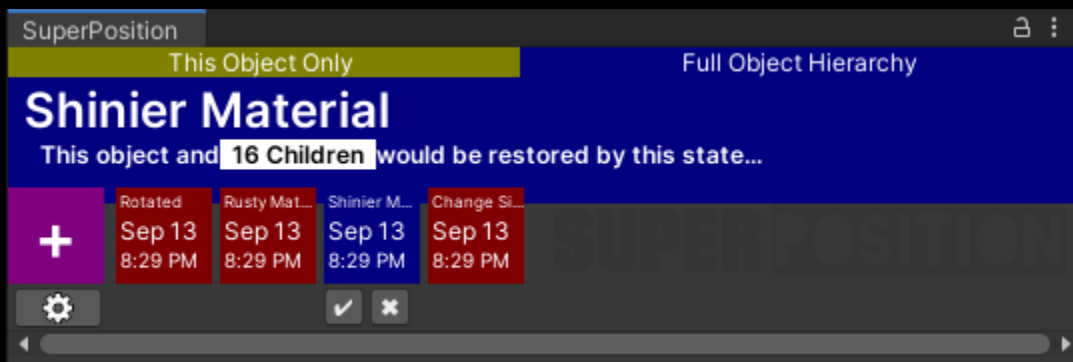 SuperPosition
This Object Only
Full Object Hierarchy
Shinier Material
This object and 16 Children would be restored by this state...
+
Rotated
Sep 13
8:29 PM
Rusty Mat...
Sep 13
8:29 PM
Shinier M...
Sep 13
8:29 PM
Change Si...
Sep 13
8:29 PM
SUPERPOSITION